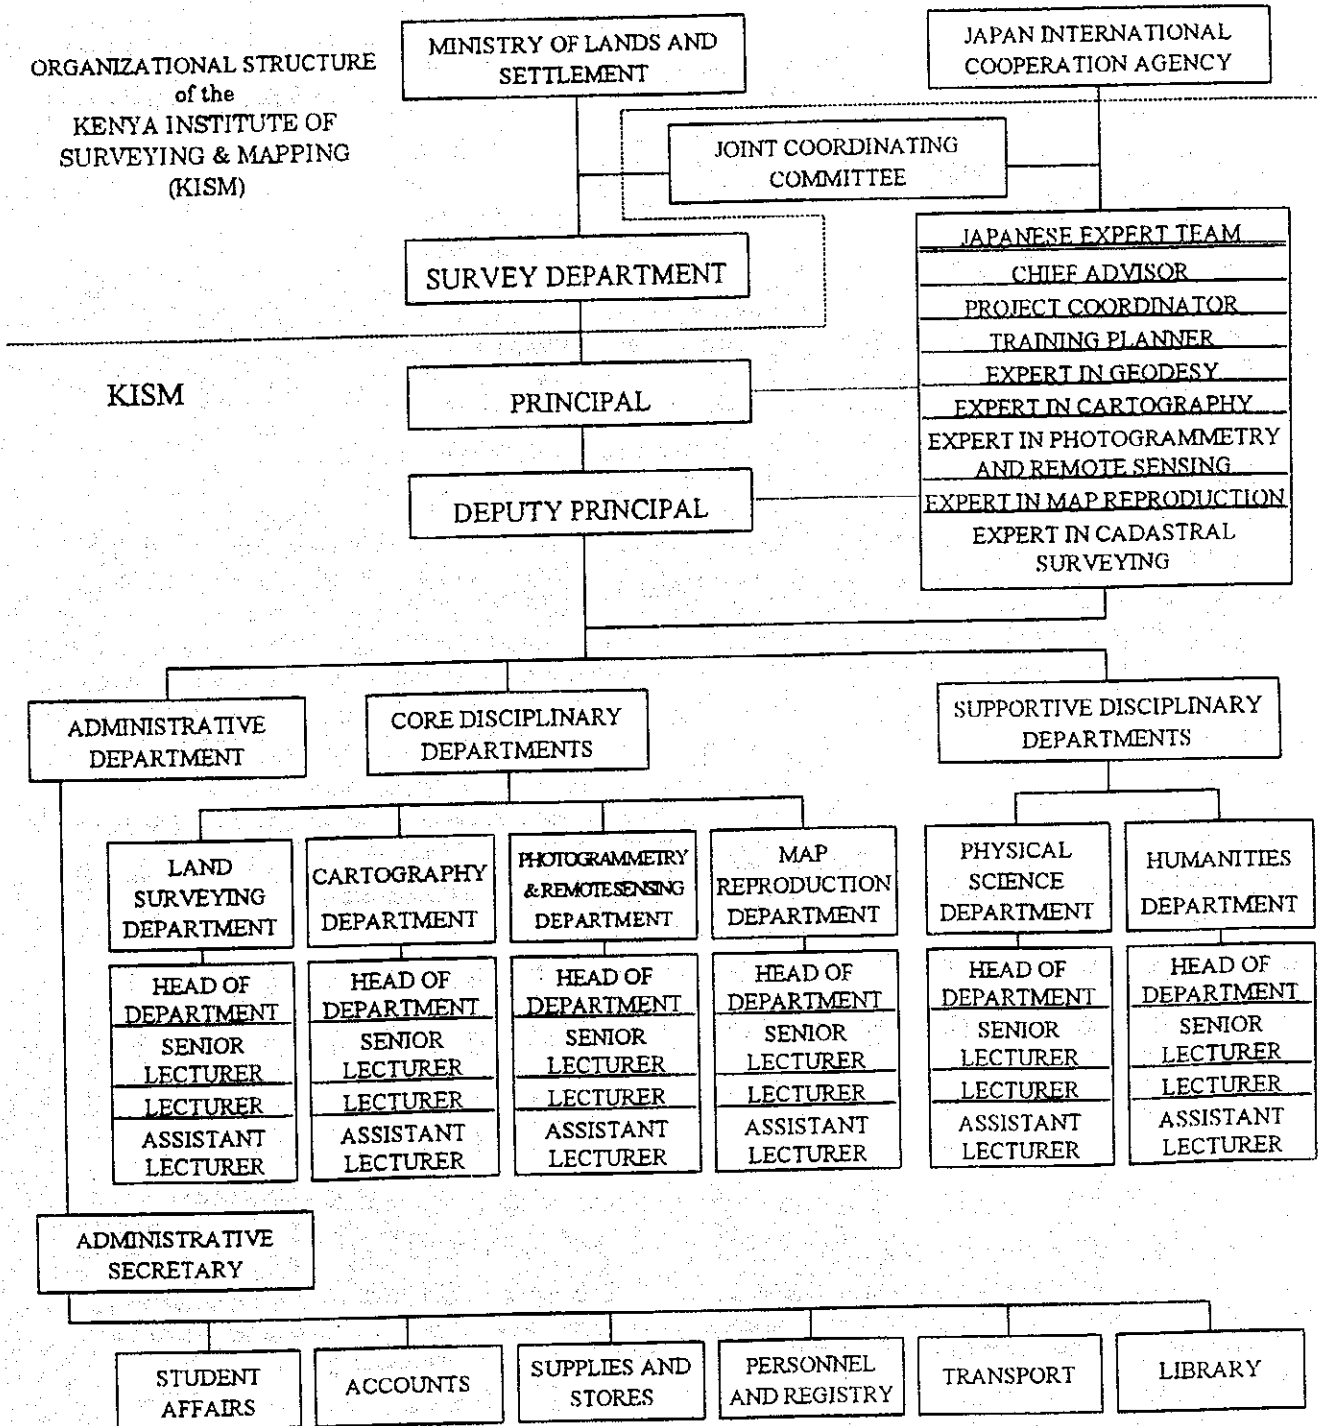 ORGANIZATIONAL STRUCTURE
of the
KENYA INSTITUTE OF
SURVEYING & MAPPING
(KISM)
MINISTRY OF LANDS AND
SETTLEMENT
JAPAN INTERNATIONAL
COOPERATION AGENCY
JOINT COORDINATING
COMMITTEE
SURVEY DEPARTMENT
JAPANESE EXPERT TEAM
CHIEF ADVISOR
PROJECT COORDINATOR
TRAINING PLANNER
EXPERT IN GEODESY
EXPERT IN CARTOGRAPHY
EXPERT IN PHOTOGRAMMETRY
AND REMOTE SENSING
EXPERT IN MAP REPRODUCTION
EXPERT IN CADASTRAL
SURVEYING
KISM
PRINCIPAL
DEPUTY PRINCIPAL
ADMINISTRATIVE
DEPARTMENT
CORE DISCIPLINARY
DEPARTMENTS
SUPPORTIVE DISCIPLINARY
DEPARTMENTS
LAND
SURVEYING
DEPARTMENT
CARTOGRAPHY
DEPARTMENT
PHOTOGRAMMETRY
& REMOTE SENSING
DEPARTMENT
MAP
REPRODUCTION
DEPARTMENT
PHYSICAL
SCIENCE
DEPARTMENT
HUMANITIES
DEPARTMENT
HEAD OF
DEPARTMENT
SENIOR
LECTURER
LECTURER
ASSISTANT
LECTURER
HEAD OF
DEPARTMENT
SENIOR
LECTURER
LECTURER
ASSISTANT
LECTURER
HEAD OF
DEPARTMENT
SENIOR
LECTURER
LECTURER
ASSISTANT
LECTURER
HEAD OF
DEPARTMENT
SENIOR
LECTURER
LECTURER
ASSISTANT
LECTURER
HEAD OF
DEPARTMENT
SENIOR
LECTURER
LECTURER
ASSISTANT
LECTURER
HEAD OF
DEPARTMENT
SENIOR
LECTURER
LECTURER
ASSISTANT
LECTURER
ADMINISTRATIVE
SECRETARY
STUDENT
AFFAIRS
ACCOUNTS
SUPPLIES AND
STORES
PERSONNEL
AND REGISTRY
TRANSPORT
LIBRARY